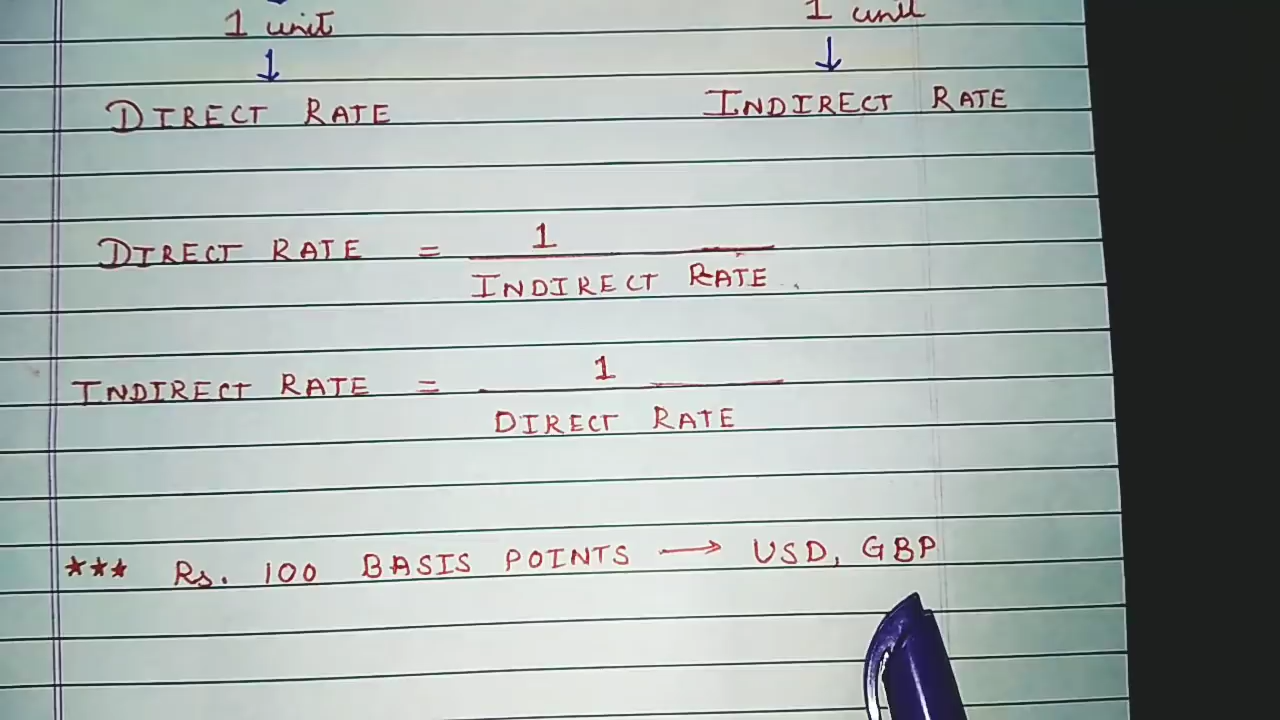 1 unit 1 unit
DIRECT RATE INDIRECT RATE
DIRECT RATE = 1
INDIRECT RATE
INDIRECT RATE = 1
DIRECT RATE
*** Rs. 100 BASIS POINTS → USD, GBP